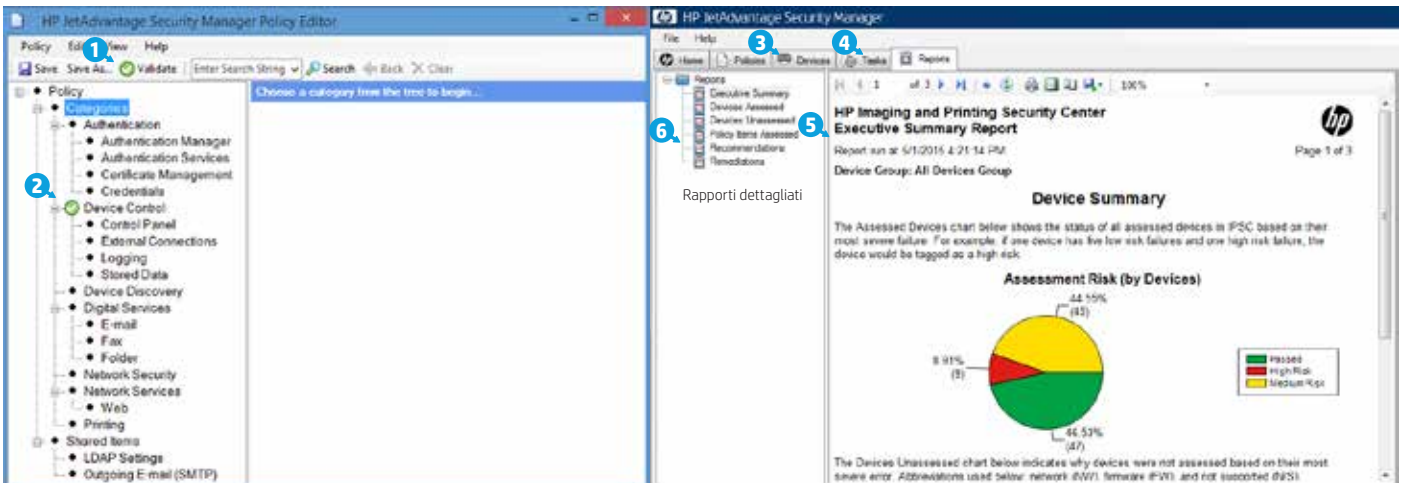 HP JetAdvantage Security Manager Policy Editor
Policy Edit View Help
1
Save Save As... Validate Enter Search String Search Back Clear
Policy
Choose a category from the tree to begin...
Categories
Authentication
Authentication Manager
Authentication Services
Certificate Management
Credentials
2
Device Control
Control Panel
External Connections
Logging
Stored Data
Device Discovery
Digital Services
E-mail
Fax
Folder
Network Security
Network Services
Web
Printing
Shared Items
LDAP Settings
Outgoing E-mail (SMTP)
HP JetAdvantage Security Manager
File Help
3
4
Home Policies Devices Tasks Reports
Reports
Executive Summary
Devices Assessed
Devices Unassessed
Policy Items Assessed
Recommendations
Remediations
6
Rapporti dettagliati
1 of 3 100%
5
HP Imaging and Printing Security Center
Executive Summary Report
hp
Report run at 5/1/2015 4:21:14 PM
Page 1 of 3
Device Group: All Devices Group
Device Summary
The Assessed Devices chart below shows the status of all assessed devices in IPSC based on their
most severe failure. For example, if one device has five low risk failures and one high risk failure, the
device would be tagged as a high risk.
Assessment Risk (by Devices)
44.55%
(45)
8.91%
(9)
46.53%
(47)
Passed
High Risk
Medium Risk
The Devices Unassessed chart below indicates why devices were not assessed based on their most
severe error. Abbreviations used below: network (NW), firmware (FW), and not supported (NS).